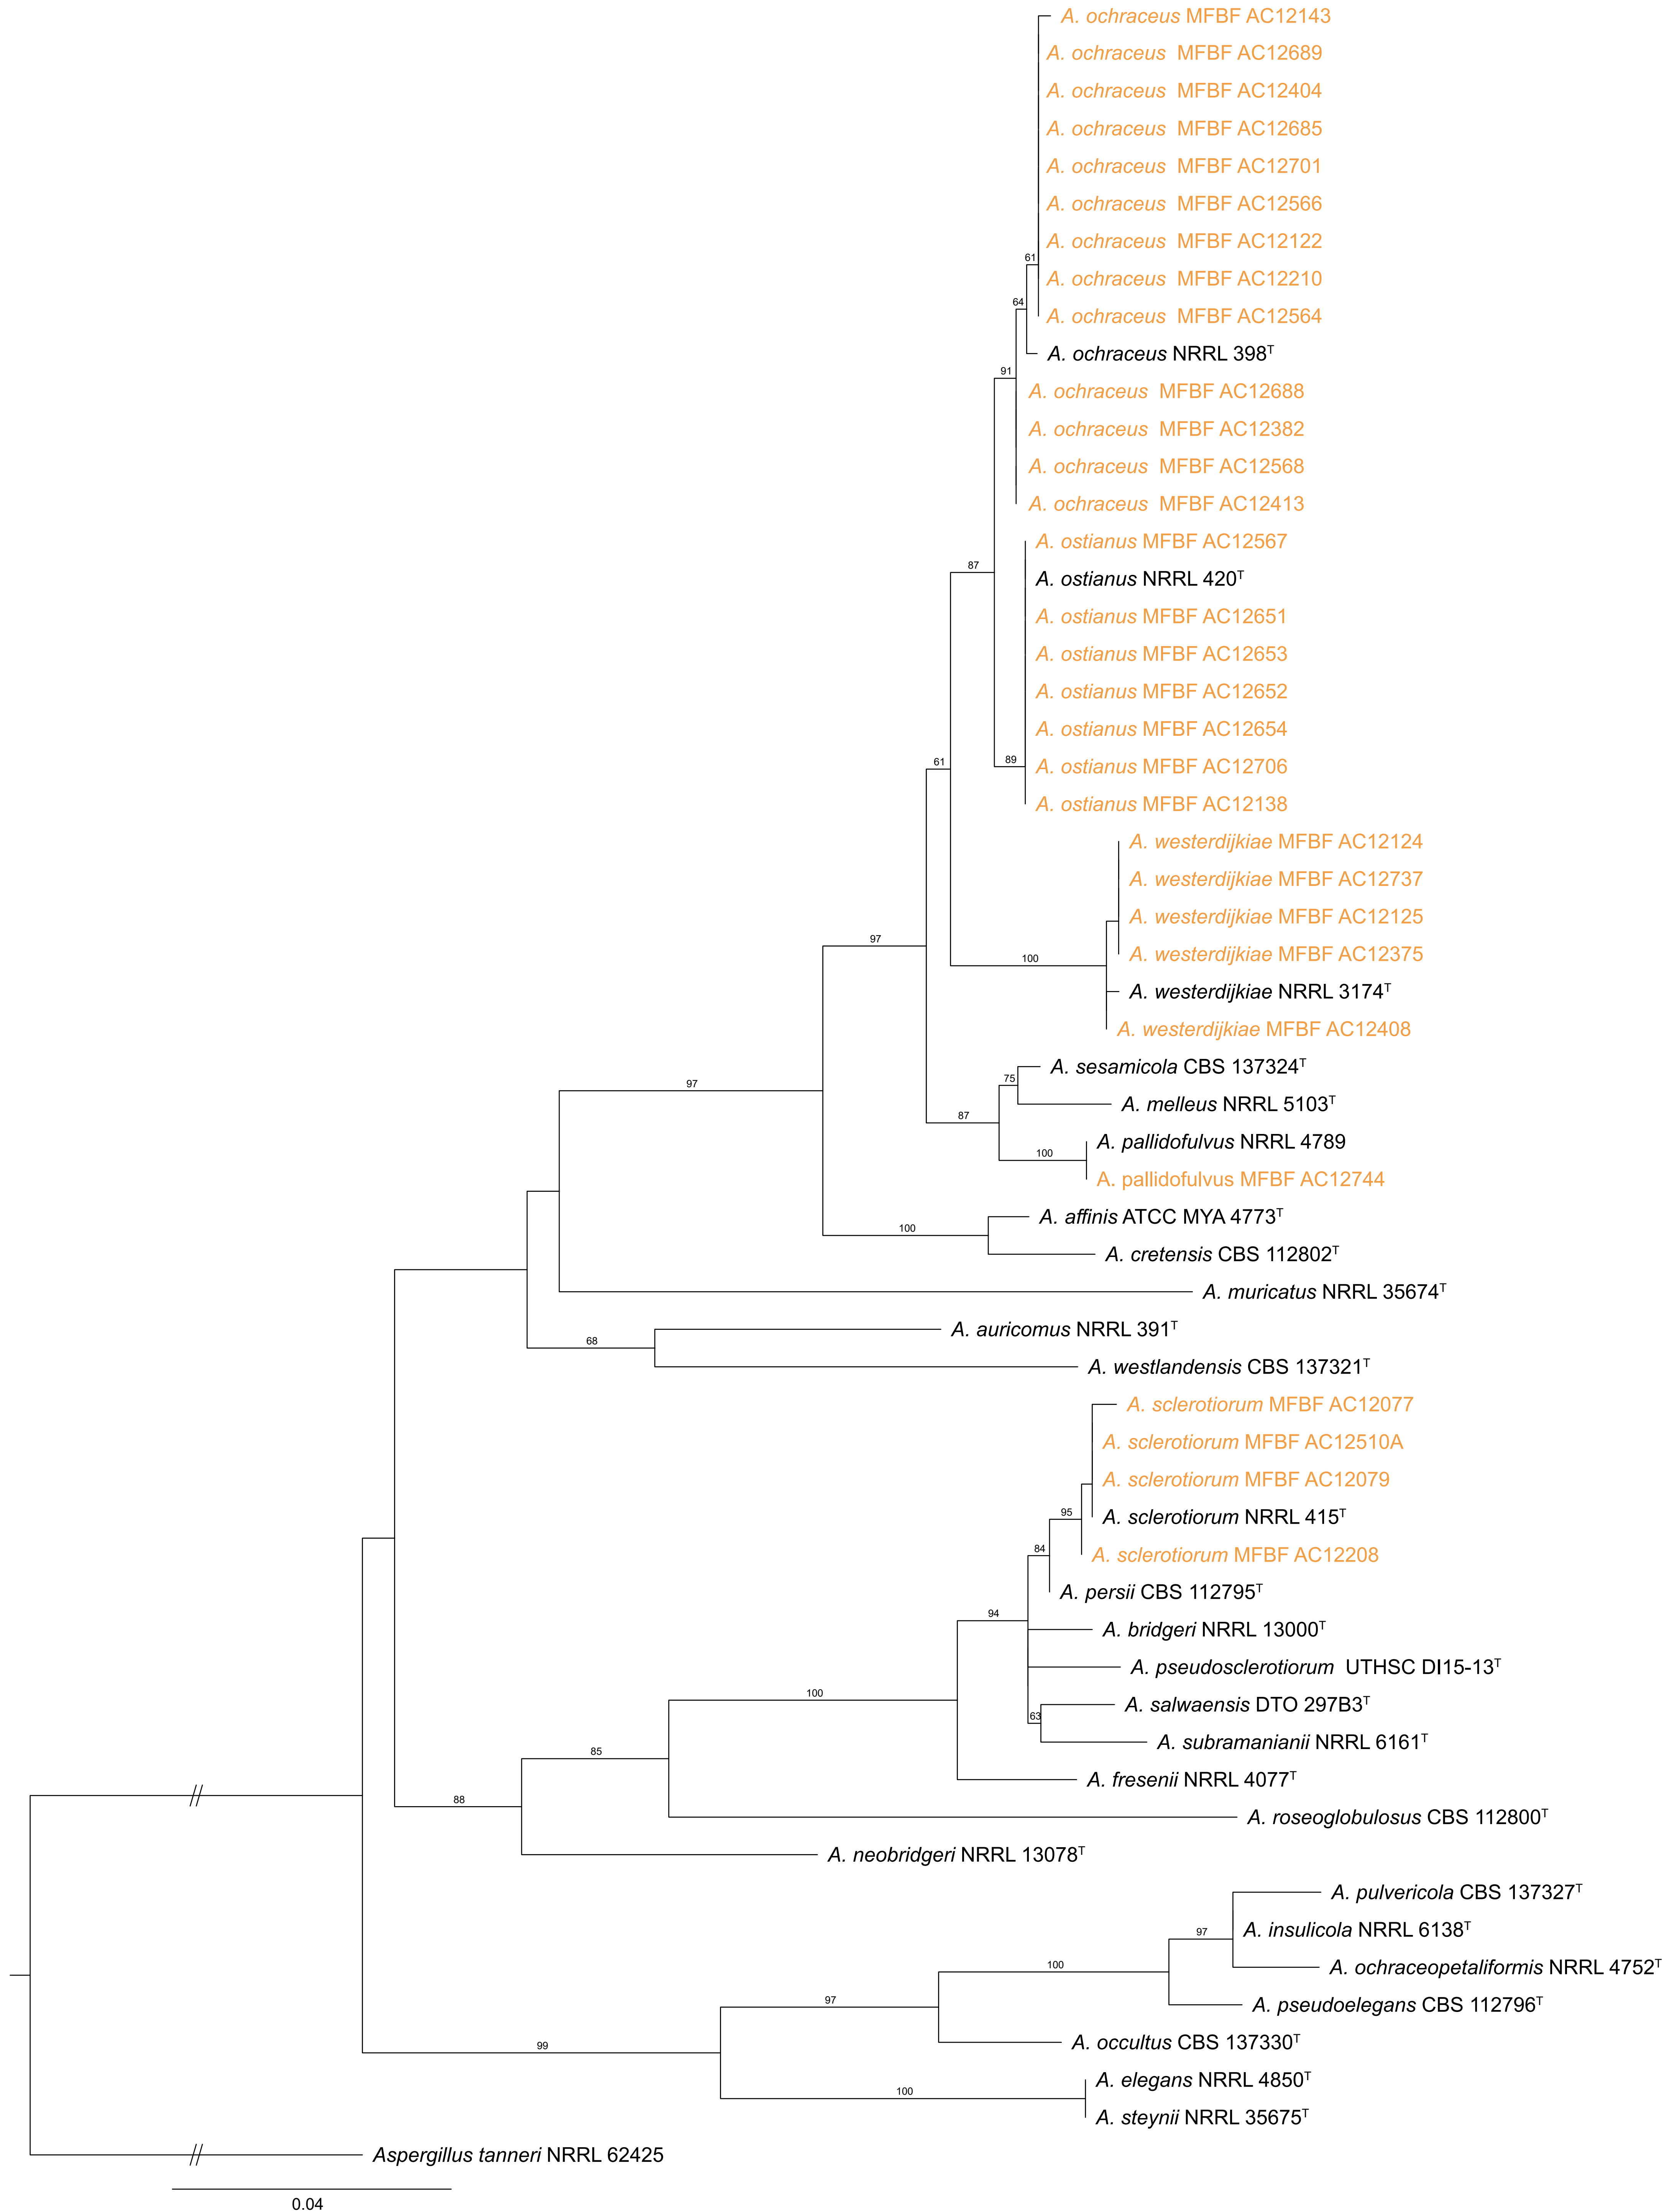 A. ochraceus MFBF AC12143
A. ochraceus MFBF AC12689
A. ochraceus MFBF AC12404
A. ochraceus MFBF AC12685
A. ochraceus MFBF AC12701
A. ochraceus MFBF AC12566
A. ochraceus MFBF AC12122
61
A. ochraceus MFBF AC12210
64
A. ochraceus MFBF AC12564
A. ochraceus NRRL 398ᵀ
91
A. ochraceus MFBF AC12688
A. ochraceus MFBF AC12382
A. ochraceus MFBF AC12568
A. ochraceus MFBF AC12413
A. ostianus MFBF AC12567
87
A. ostianus NRRL 420ᵀ
A. ostianus MFBF AC12651
A. ostianus MFBF AC12653
A. ostianus MFBF AC12652
A. ostianus MFBF AC12654
61
89
A. ostianus MFBF AC12706
A. ostianus MFBF AC12138
A. westerdijkiae MFBF AC12124
A. westerdijkiae MFBF AC12737
A. westerdijkiae MFBF AC12125
97
A. westerdijkiae MFBF AC12375
100
A. westerdijkiae NRRL 3174ᵀ
A. westerdijkiae MFBF AC12408
A. sesamicola CBS 137324ᵀ
75
97
A. melleus NRRL 5103ᵀ
87
A. pallidofulvus NRRL 4789
100
A. pallidofulvus MFBF AC12744
A. affinis ATCC MYA 4773ᵀ
100
A. cretensis CBS 112802ᵀ
A. muricatus NRRL 35674ᵀ
A. auricomus NRRL 391ᵀ
68
A. westlandensis CBS 137321ᵀ
A. sclerotiorum MFBF AC12077
A. sclerotiorum MFBF AC12510A
A. sclerotiorum MFBF AC12079
95
A. sclerotiorum NRRL 415ᵀ
84
A. sclerotiorum MFBF AC12208
A. persii CBS 112795ᵀ
94
A. bridgeri NRRL 13000ᵀ
A. pseudosclerotiorum UTHSC DI15-13ᵀ
100
A. salwaensis DTO 297B3ᵀ
63
A. subramanianii NRRL 6161ᵀ
85
A. fresenii NRRL 4077ᵀ
88
A. roseoglobulosus CBS 112800ᵀ
A. neobridgeri NRRL 13078ᵀ
A. pulvericola CBS 137327ᵀ
97
A. insulicola NRRL 6138ᵀ
100
A. ochraceopetaliformis NRRL 4752ᵀ
97
A. pseudoelegans CBS 112796ᵀ
99
A. occultus CBS 137330ᵀ
A. elegans NRRL 4850ᵀ
100
A. steynii NRRL 35675ᵀ
Aspergillus tanneri NRRL 62425
0.04